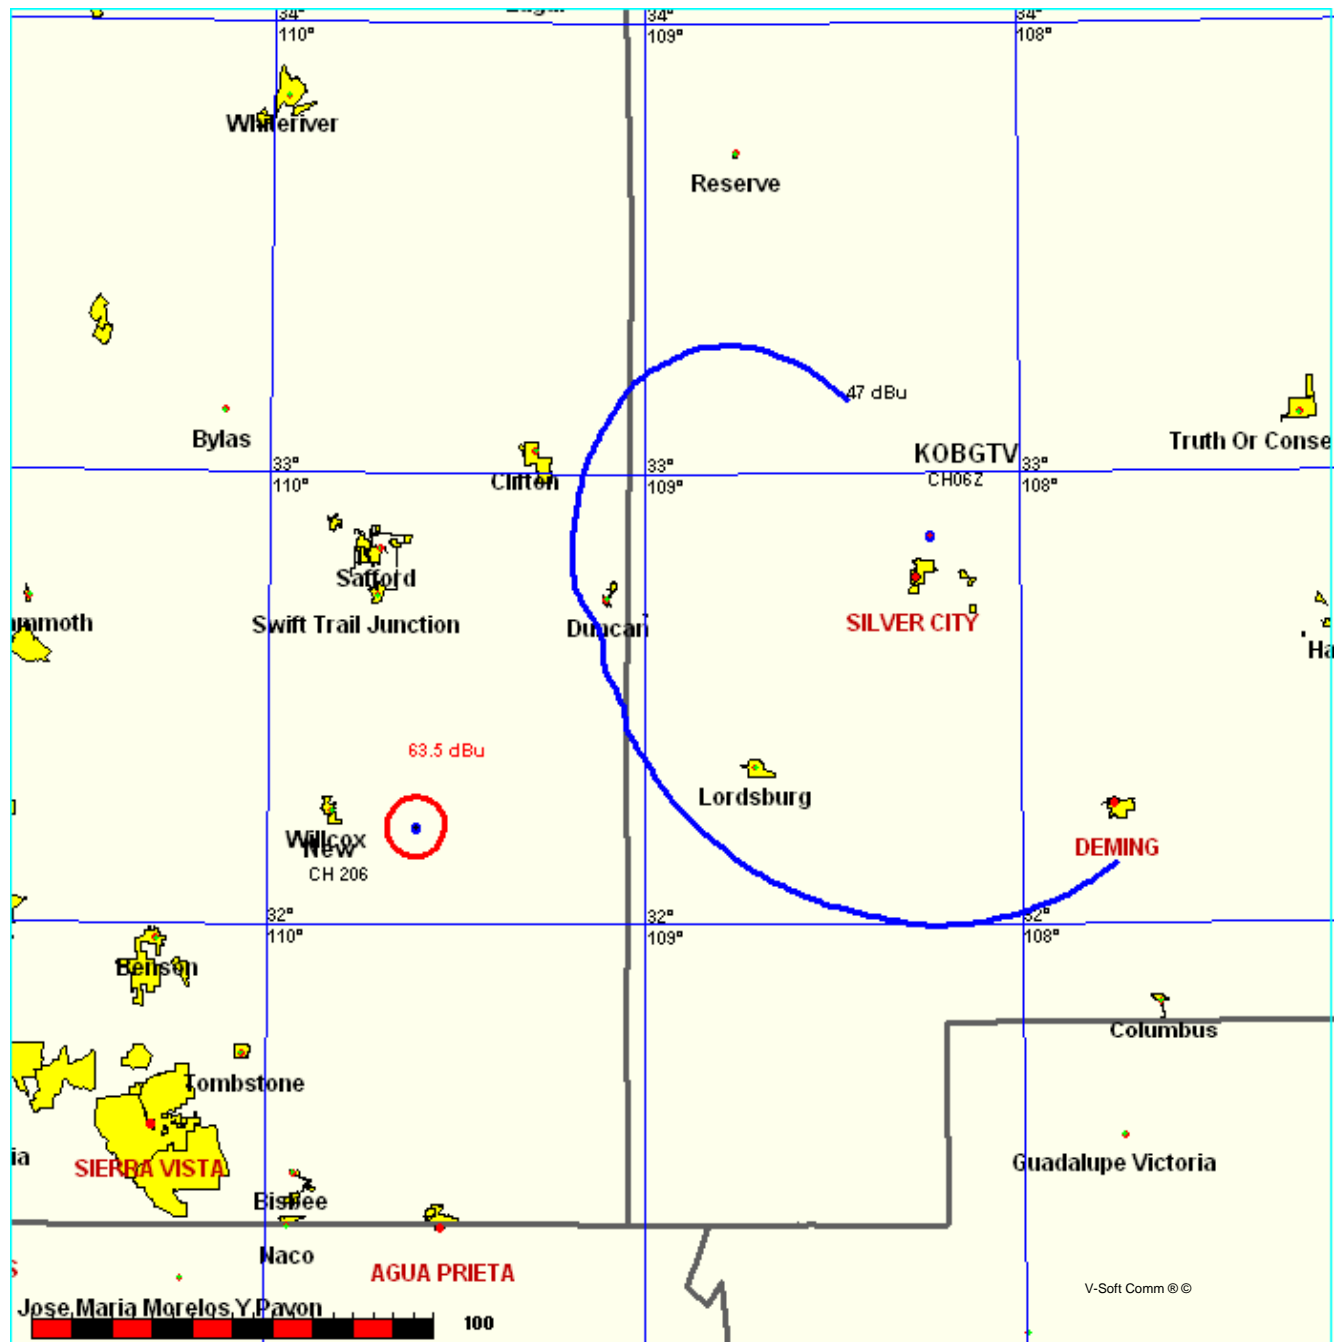 34°
110°
34°
109°
34°
108°
Whiteriver
Reserve
47 dBu
Bylas
Truth Or Conse
KOBGTV
CH06Z
33°
110°
Clifton
33°
109°
33°
108°
Safford
Swift Trail Junction
Duncan
SILVER CITY
ammoth
Ha
63.5 dBu
Lordsburg
Willcox
New
CH 206
DEMING
32°
110°
32°
109°
32°
108°
Benson
Columbus
Tombstone
ia
SIERRA VISTA
Guadalupe Victoria
Bisbee
Naco
S
AGUA PRIETA
V-Soft Comm ® ©
Jose Maria Morelos Y Pavon
100